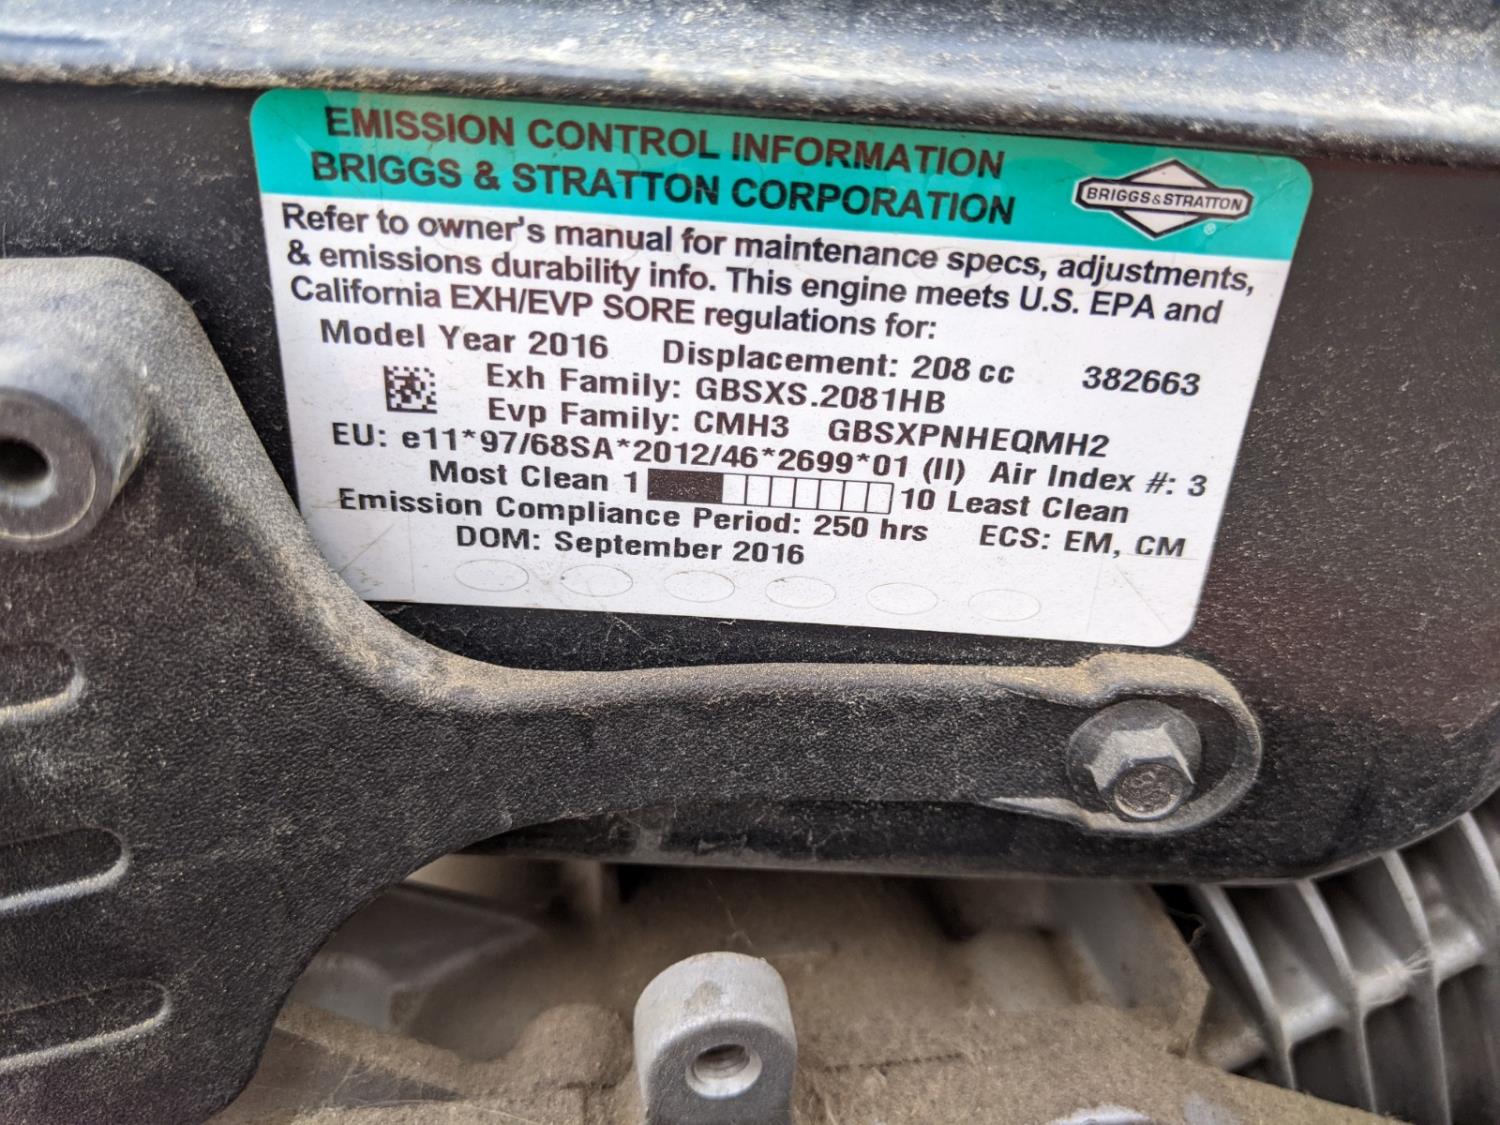 EMISSION CONTROL INFORMATION
BRIGGS & STRATTON CORPORATION
BRIGGS&STRATTON®
Refer to owner's manual for maintenance specs, adjustments,
& emissions durability info. This engine meets U.S. EPA and
California EXH/EVP SORE regulations for:
Model Year 2016 Displacement: 208 cc 382663
Exh Family: GBSXS.2081HB
Evp Family: CMH3 GBSXPNHEQMH2
EU: e11*97/68SA*2012/46*2699*01 (II) Air Index #: 3
Most Clean 1 10 Least Clean
Emission Compliance Period: 250 hrs ECS: EM, CM
DOM: September 2016